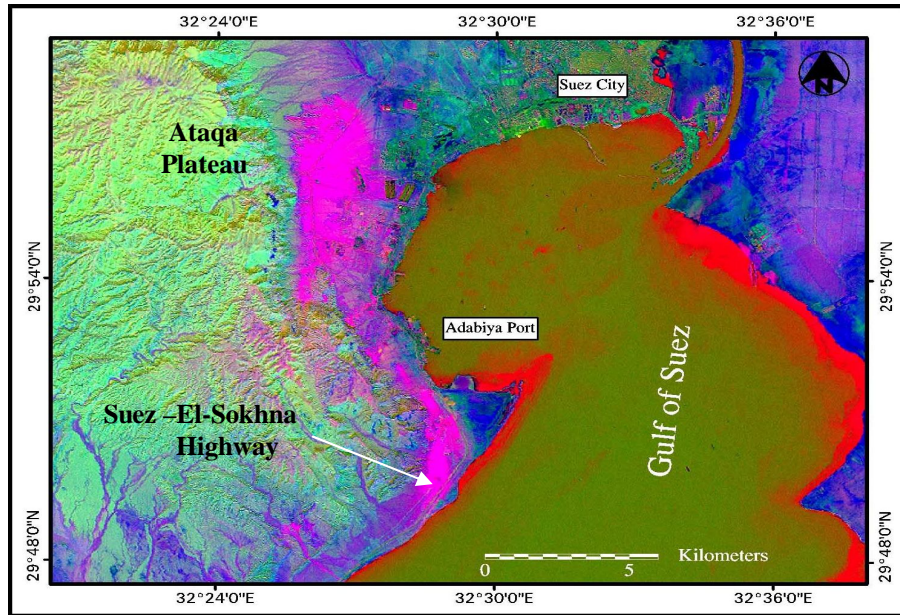 32°24'0"E
32°30'0"E
32°36'0"E
N
Suez City
Ataqa
Plateau
29°54'0"N
29°54'0"N
Adabiya Port
Gulf of Suez
Suez –El-Sokhna
Highway
29°48'0"N
29°48'0"N
Kilometers
0
5
32°24'0"E
32°30'0"E
32°36'0"E